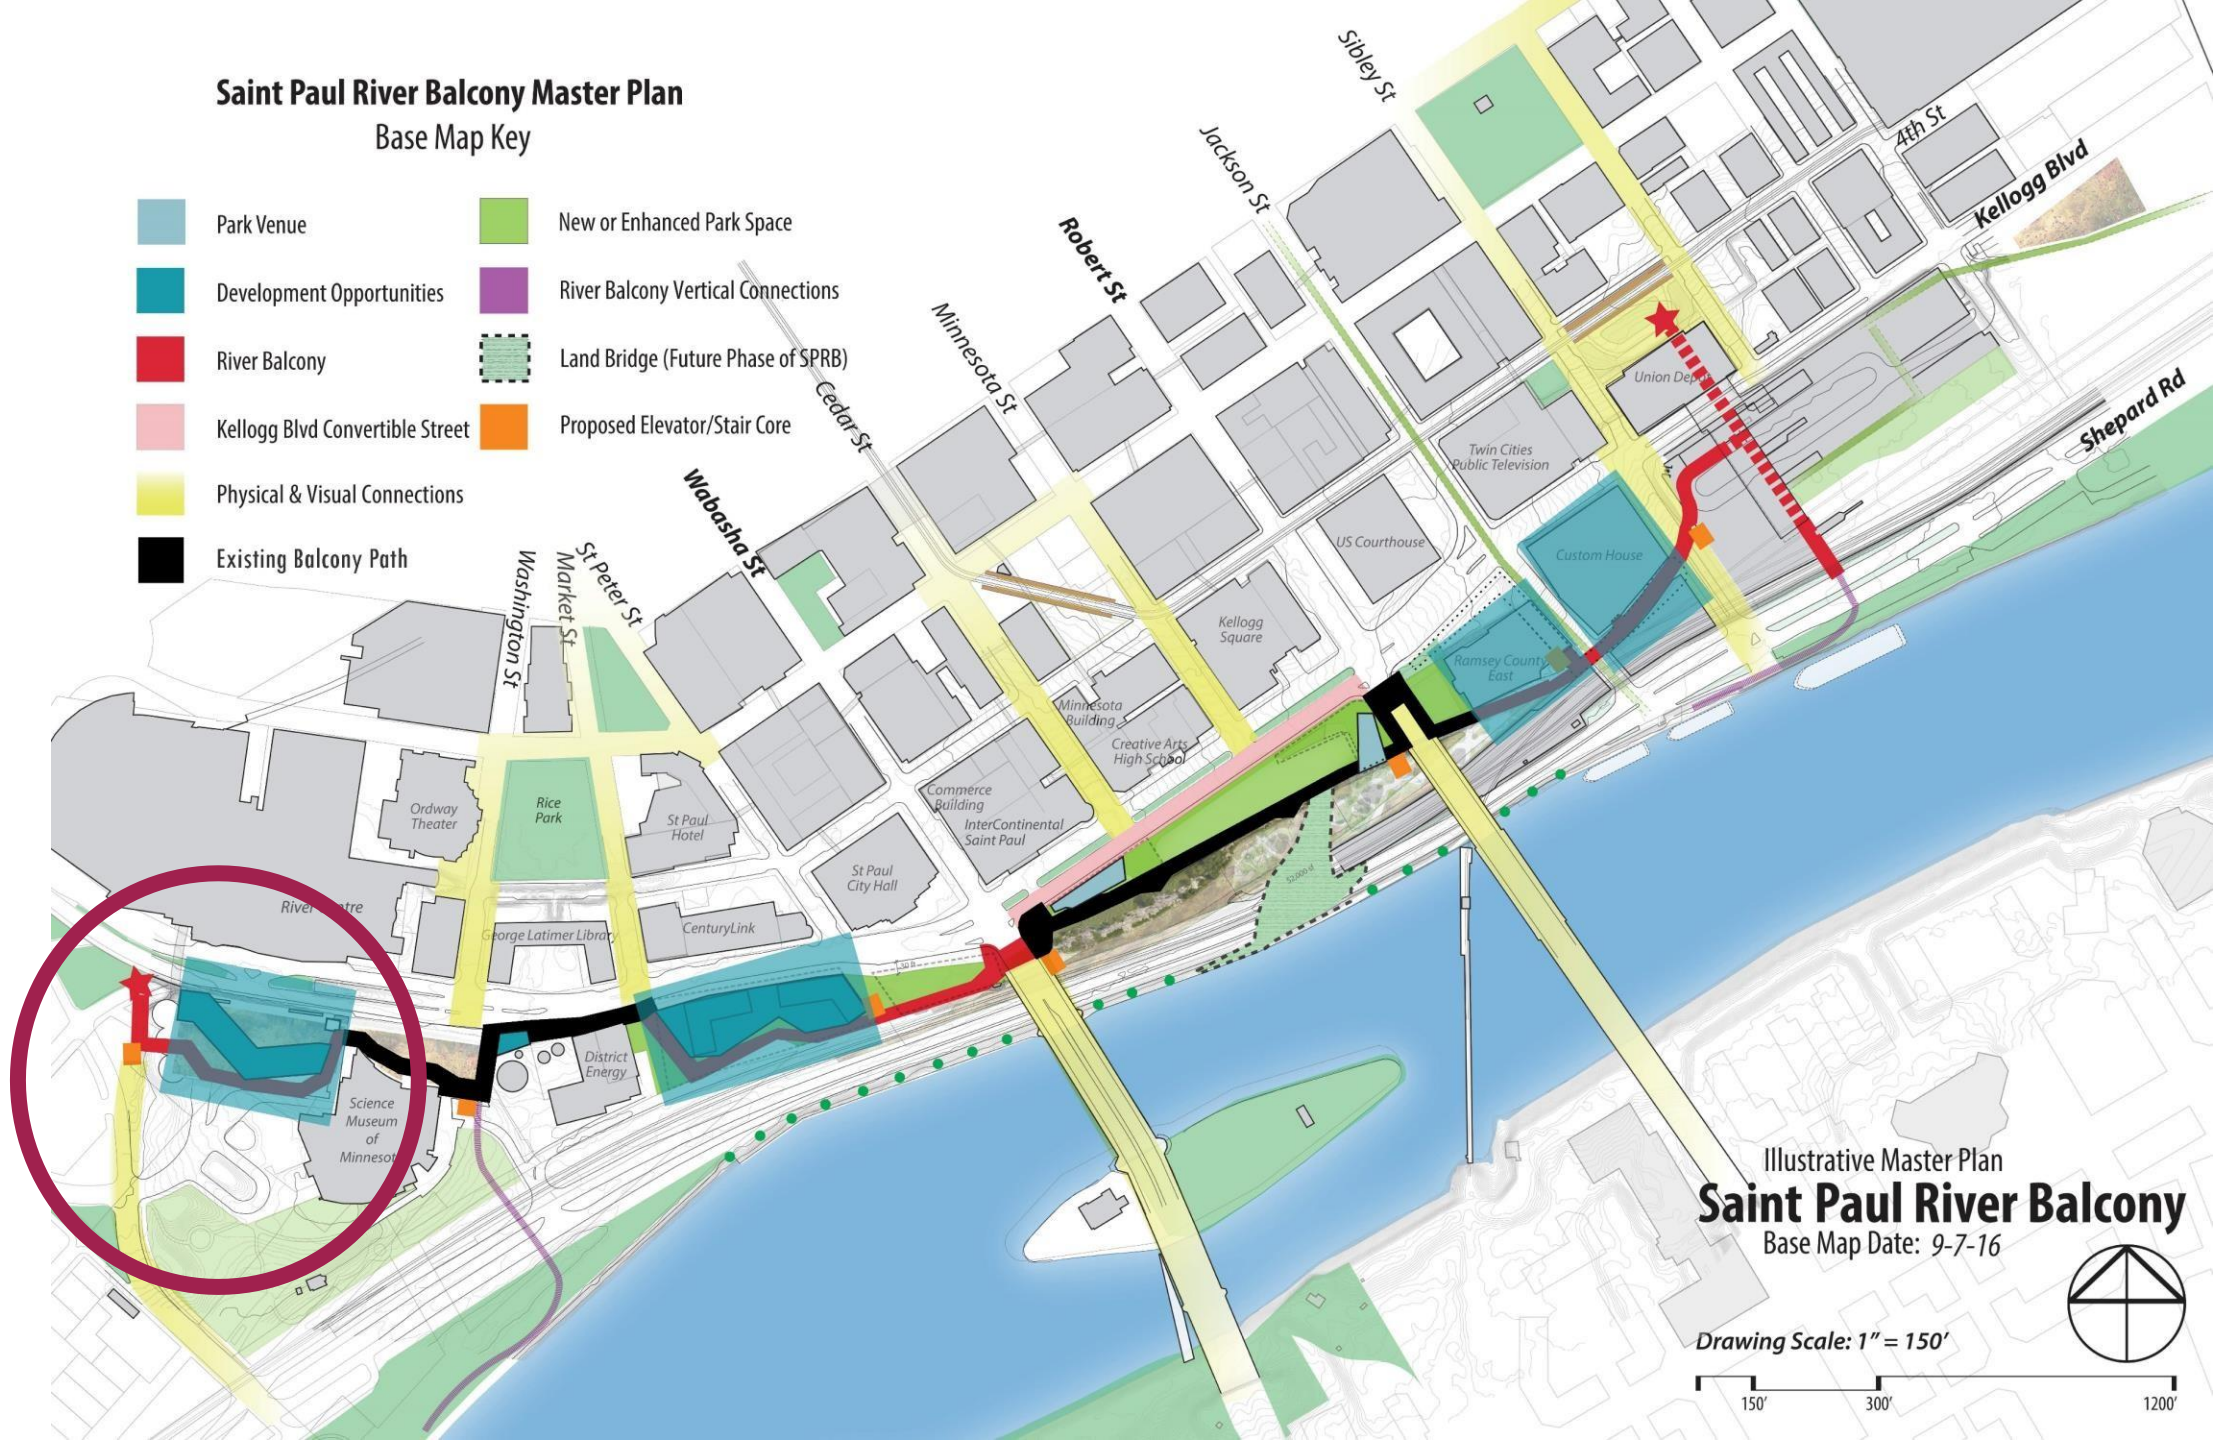 Saint Paul River Balcony Master Plan
Base Map Key
Park Venue
Development Opportunities
River Balcony
Kellogg Blvd Convertible Street
Physical & Visual Connections
Existing Balcony Path
New or Enhanced Park Space
River Balcony Vertical Connections
Land Bridge (Future Phase of SPRB)
Proposed Elevator/Stair Core
Sibley St
Jackson St
Robert St
Minnesota St
Cedar St
Wabasha St
St Peter St
Market St
Washington St
4th St
Kellogg Blvd
Shepard Rd
Union Depot
Twin Cities
Public Television
US Courthouse
Custom House
Kellogg
Square
Ramsey County
East
Minnesota
Building
Creative Arts
High School
Commerce
Building
InterContinental
Saint Paul
St Paul
City Hall
CenturyLink
St Paul
Hotel
Rice
Park
Ordway
Theater
RiverCentre
George Latimer Library
District
Energy
Science
Museum
of
Minnesota
Illustrative Master Plan
Saint Paul River Balcony
Base Map Date: 9-7-16
Drawing Scale: 1" = 150'
150'
300'
1200'